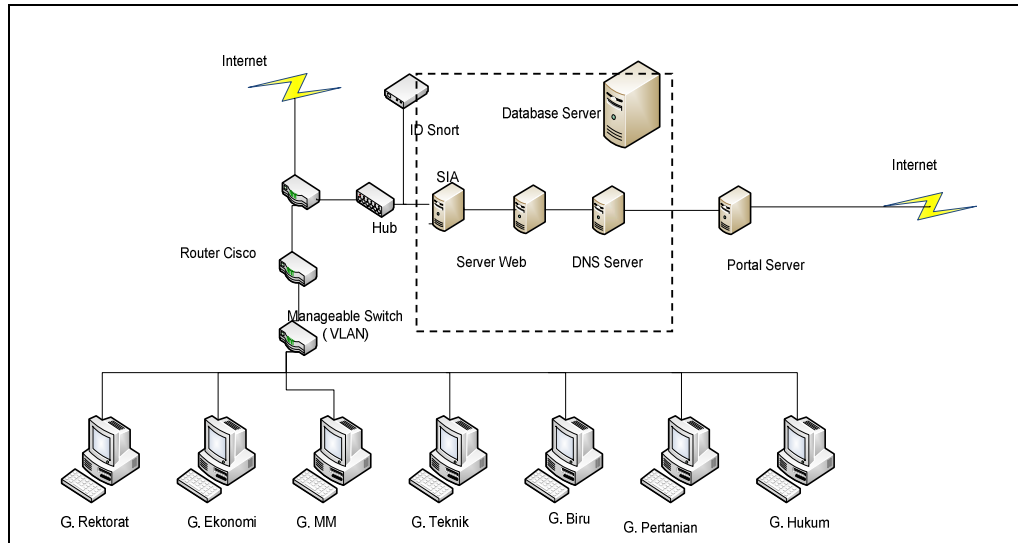 Internet
ID Snort
Database Server
Internet
SIA
Hub
Router Cisco
Server Web
DNS Server
Portal Server
Manageable Switch
( VLAN)
G. Rektorat
G. Ekonomi
G. MM
G. Teknik
G. Biru
G. Pertanian
G. Hukum